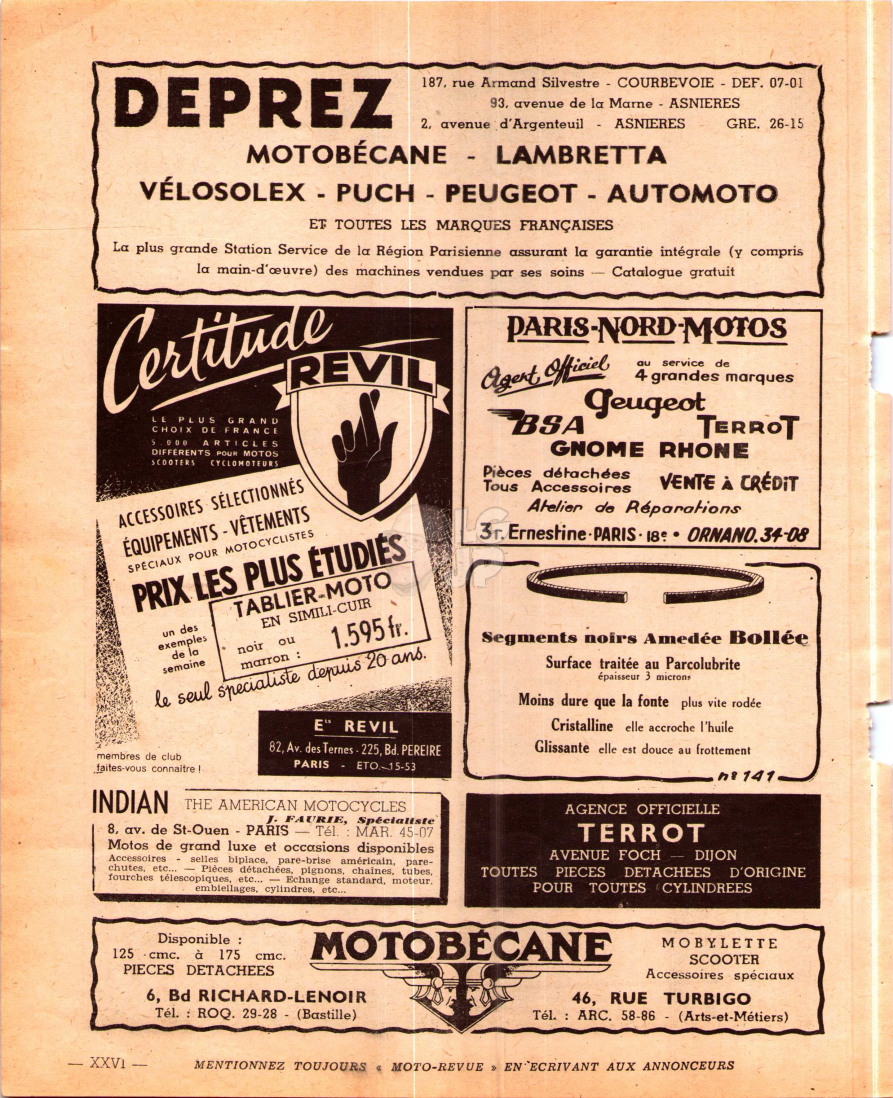 DEPREZ
187, rue Armand Silvestre - COURBEVOIE - DEF. 07-01
93, avenue de la Marne - ASNIERES
2, avenue d'Argenteuil - ASNIERES - GRE. 26-15
MOTOBÉCANE - LAMBRETTA
VÉLOSOLEX - PUCH - PEUGEOT - AUTOMOTO
ET TOUTES LES MARQUES FRANÇAISES
La plus grande Station Service de la Région Parisienne assurant la garantie intégrale (y compris
la main-d'œuvre) des machines vendues par ses soins — Catalogue gratuit
Certitude
REVIL
LE PLUS GRAND
CHOIX DE FRANCE
5.000 ARTICLES
DIFFÉRENTS POUR MOTOS
SCOOTERS CYCLOMOTEURS
ACCESSOIRES SÉLECTIONNÉS
ÉQUIPEMENTS - VÊTEMENTS
SPÉCIAUX POUR MOTOCYCLISTES
PRIX LES PLUS ÉTUDIÉS
un des
exemples
de la
semaine
TABLIER-MOTO
EN SIMILI-CUIR
noir ou
marron :
1.595 fr.
le seul spécialiste depuis 20 ans.
Ets REVIL
82, Av. des Ternes - 225, Bd. PEREIRE
PARIS - ETO. 15-53
membres de club
faites-vous connaître !
PARIS-NORD-MOTOS
Agent Officiel
au service de
4 grandes marques
Peugeot
BSA TERROT
GNOME RHONE
Pièces détachées
Tous Accessoires
VENTE à CRÉDIT
Atelier de Réparations
3 r. Ernestine · PARIS · 18e • ORNANO. 34-08
Segments noirs Amedée Bollée
Surface traitée au Parcolubrite
épaisseur 3 microns
Moins dure que la fonte plus vite rodée
Cristalline elle accroche l'huile
Glissante elle est douce au frottement
nº 141
INDIAN THE AMERICAN MOTOCYCLES
J. FAURIE, Spécialiste
8, av. de St-Ouen - PARIS — Tél. : MAR. 45-07
Motos de grand luxe et occasions disponibles
Accessoires - selles biplace, pare-brise américain, pare-
chutes, etc... — Pièces détachées, pignons, chaînes, tubes,
fourches télescopiques, etc... — Echange standard, moteur,
embiellages, cylindres, etc...
AGENCE OFFICIELLE
TERROT
AVENUE FOCH — DIJON
TOUTES PIECES DETACHEES D'ORIGINE
POUR TOUTES CYLINDREES
Disponible :
125 cmc. à 175 cmc.
PIECES DETACHEES
MOTOBÉCANE
MOBYLETTE
SCOOTER
Accessoires spéciaux
6, Bd RICHARD-LENOIR
Tél. : ROQ. 29-28 - (Bastille)
46, RUE TURBIGO
Tél. : ARC. 58-86 - (Arts-et-Métiers)
— XXVI — MENTIONNEZ TOUJOURS « MOTO-REVUE » EN ECRIVANT AUX ANNONCEURS